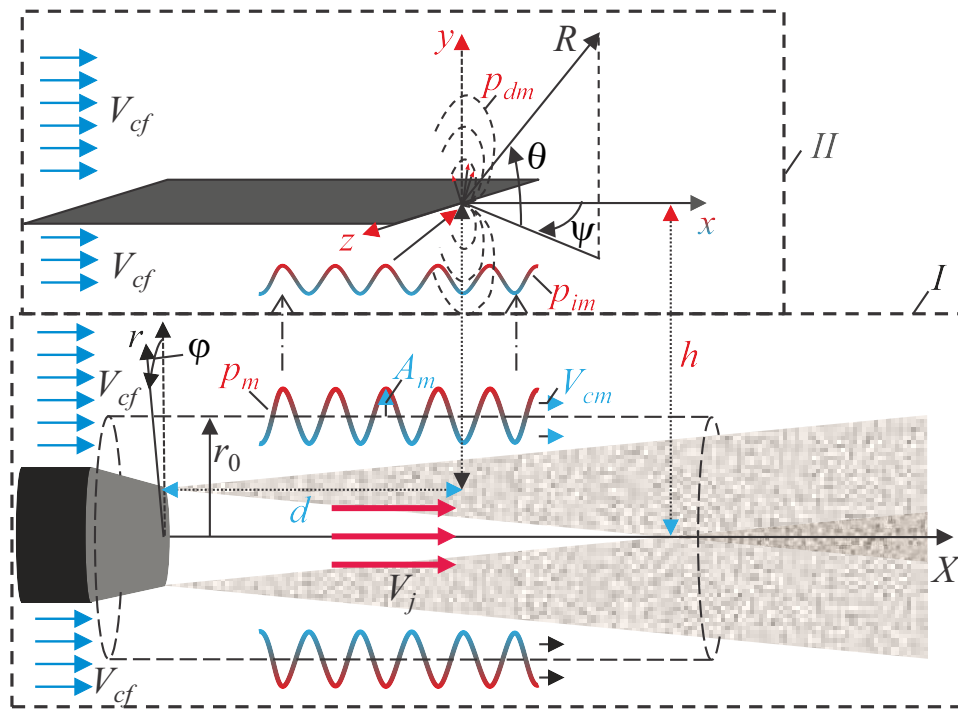 y
R
p_dm
V_cf
θ
II
x
ψ
z
V_cf
p_im
I
r
φ
h
p_m
A_m
V_cm
V_cf
r_0
d
X
V_j
V_cf